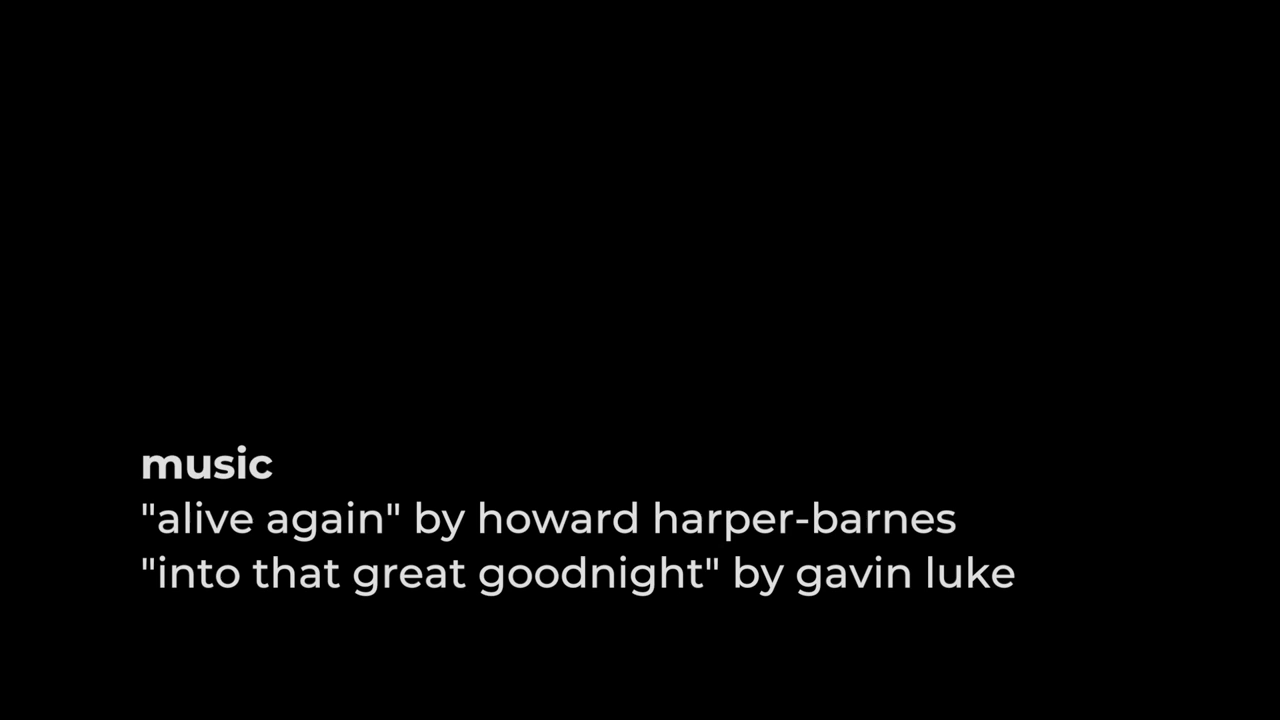 music
"alive again" by howard harper-barnes
"into that great goodnight" by gavin luke